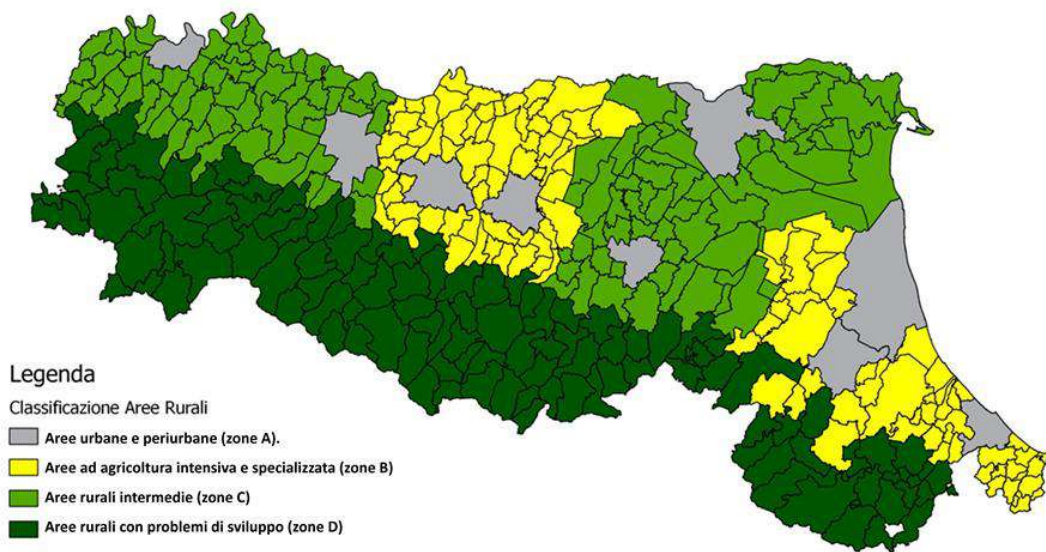 Legenda
Classificazione Aree Rurali
Aree urbane e periurbane (zone A).
Aree ad agricoltura intensiva e specializzata (zone B)
Aree rurali intermedie (zone C)
Aree rurali con problemi di sviluppo (zone D)